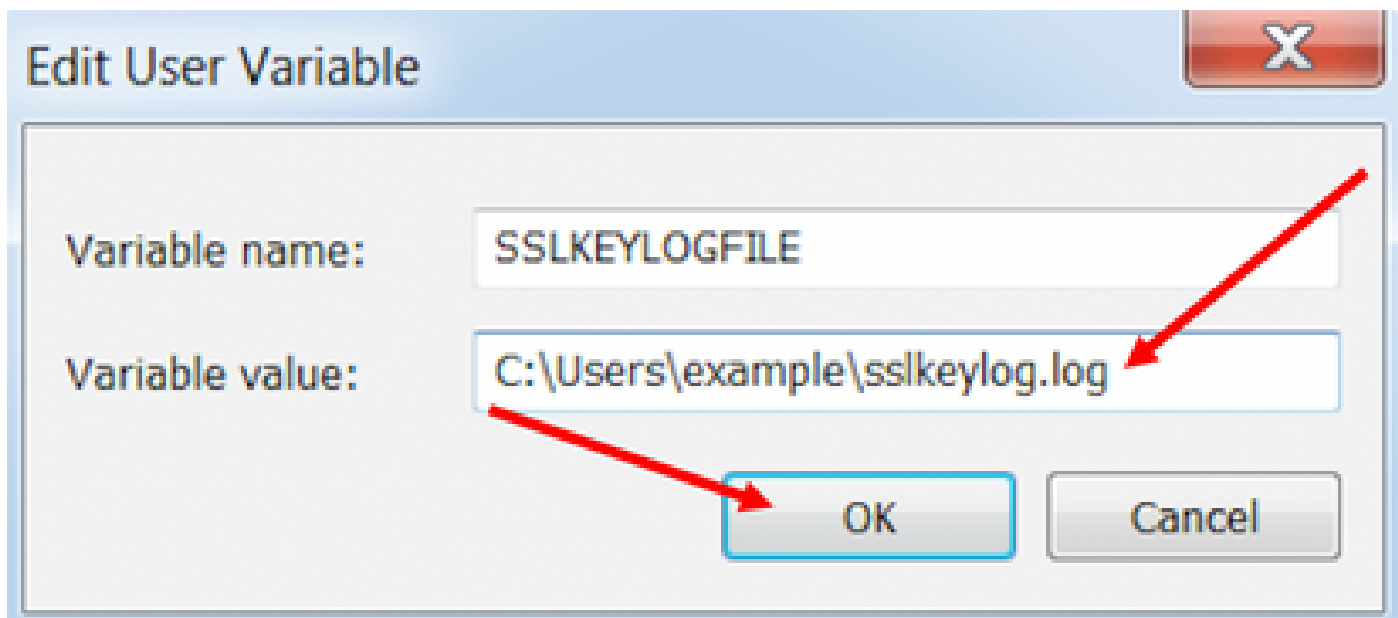 Edit User Variable
Variable name: SSLKEYLOGFILE
Variable value: C:\Users\example\sslkeylog.log
OK Cancel